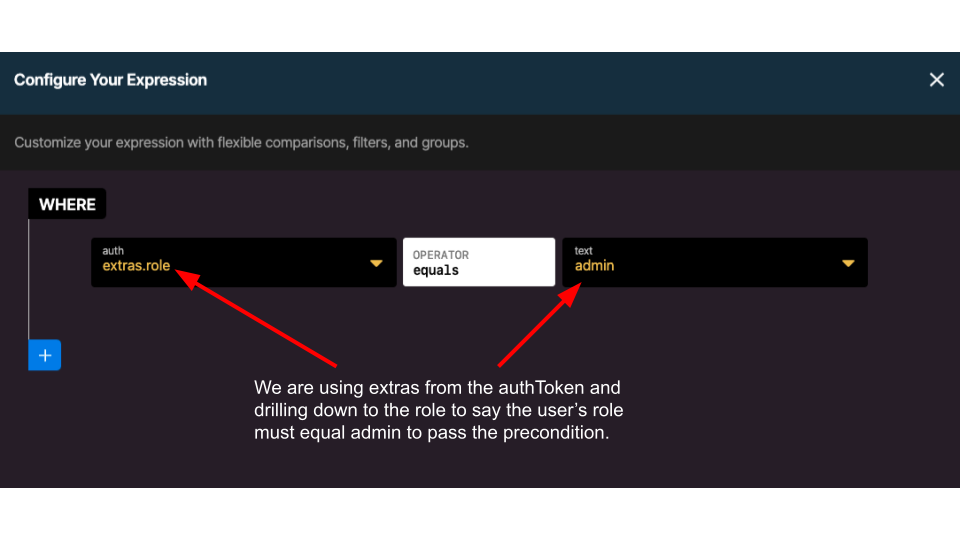 Configure Your Expression
Customize your expression with flexible comparisons, filters, and groups.
WHERE
auth
extras.role
OPERATOR
equals
text
admin
We are using extras from the authToken and
drilling down to the role to say the user’s role
must equal admin to pass the precondition.